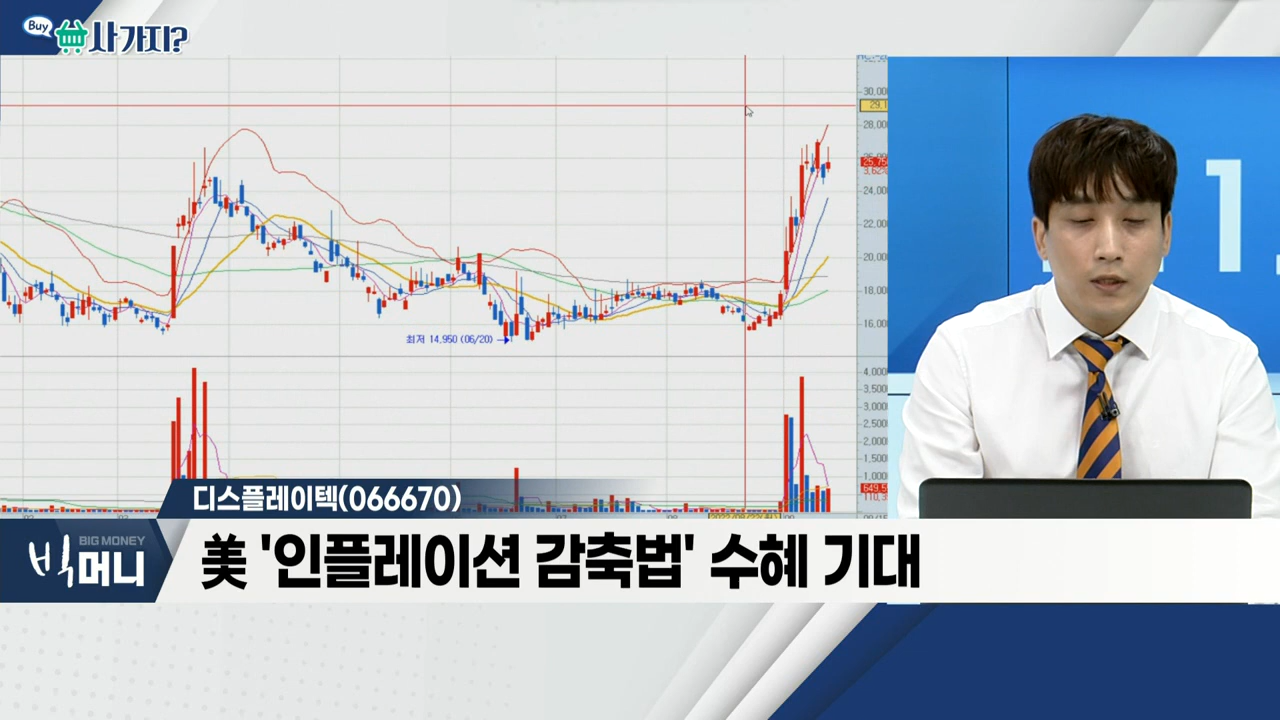 Buy 사가지?
30,000
28,000
24,000
22,000
20,000
18,000
16,000
최저 14,950 (06/20)
4,000
3,500
3,000
2,500
2,000
1,500
1,000
디스플레이텍(066670)
BIG MONEY
빅머니
美 '인플레이션 감축법' 수혜 기대